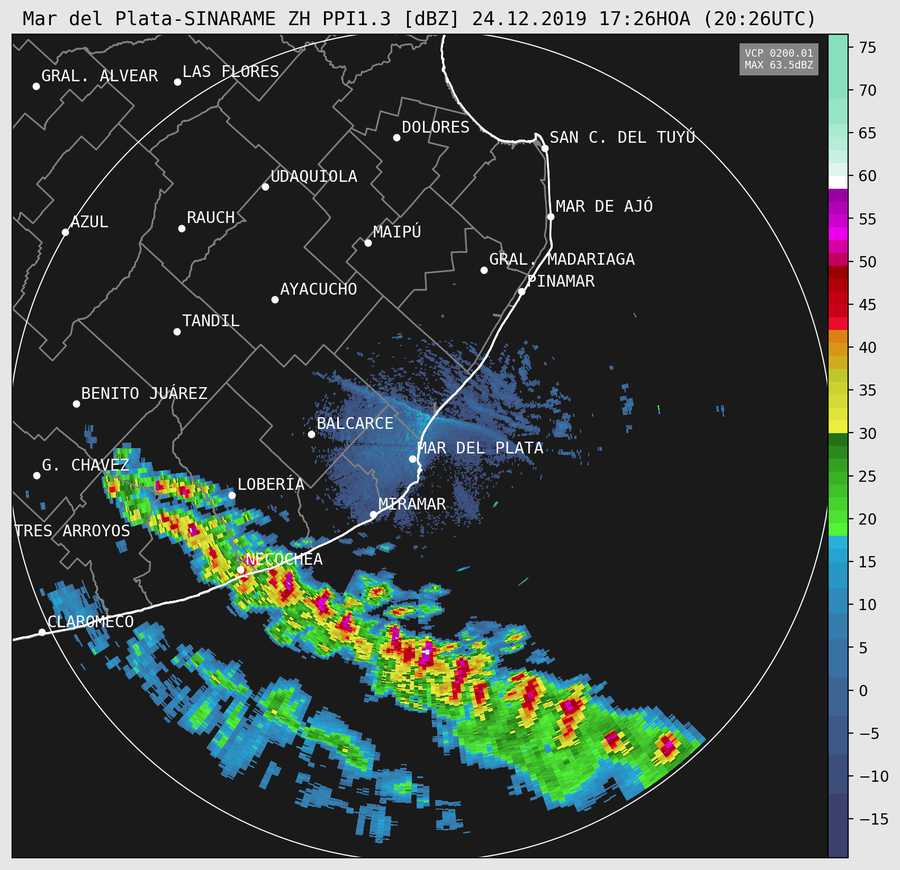 Mar del Plata-SINARAME ZH PPI1.3 [dBZ] 24.12.2019 17:26HOA (20:26UTC)
VCP 0200.01
MAX 63.5dBZ
GRAL. ALVEAR
LAS FLORES
DOLORES
SAN C. DEL TUYÚ
UDAQUIOLA
MAR DE AJÓ
RAUCH
AZUL
MAIPÚ
GRAL. MADARIAGA
PINAMAR
AYACUCHO
TANDIL
BENITO JUÁREZ
BALCARCE
MAR DEL PLATA
G. CHAVEZ
LOBERÍA
MIRAMAR
TRES ARROYOS
NECOCHEA
CLAROMECO
75
70
65
60
55
50
45
40
35
30
25
20
15
10
5
0
−5
−10
−15